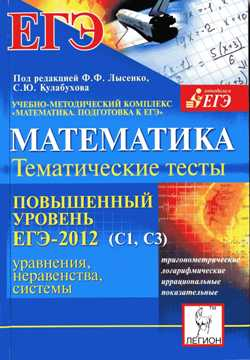 ЕГЭ
Под редакцией Ф.Ф. Лысенко,
С.Ю. Кулабухова
УЧЕБНО-МЕТОДИЧЕСКИЙ КОМПЛЕКС
«МАТЕМАТИКА. ПОДГОТОВКА К ЕГЭ»
готовимся к
ЕГЭ
МАТЕМАТИКА
Тематические тесты
ПОВЫШЕННЫЙ
УРОВЕНЬ
ЕГЭ-2012 (С1, С3)
уравнения,
неравенства,
системы
тригонометрические
логарифмические
иррациональные
показательные
ЛЕГИОН